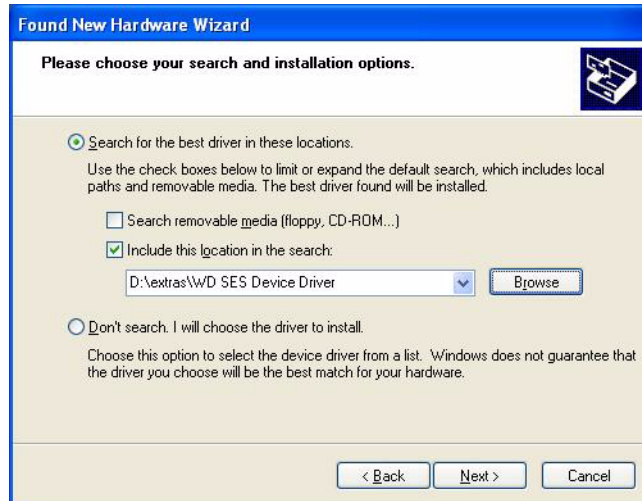 Found New Hardware Wizard
Please choose your search and installation options.
Search for the best driver in these locations.
Use the check boxes below to limit or expand the default search, which includes local
paths and removable media. The best driver found will be installed.
Search removable media (floppy, CD-ROM...)
Include this location in the search:
D:\extras\WD SES Device Driver
Browse
Don't search. I will choose the driver to install.
Choose this option to select the device driver from a list. Windows does not guarantee that
the driver you choose will be the best match for your hardware.
< Back Next > Cancel